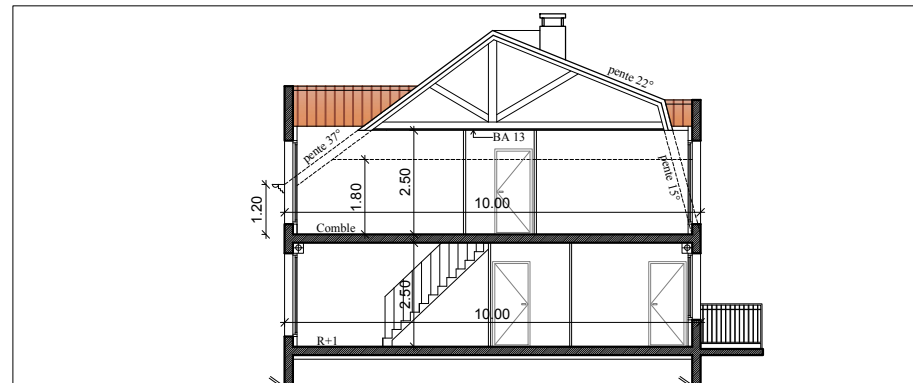 pente 22°
pente 37°
BA 13
2.50
1.80
1.20
pente 15°
10.00
Comble
2.50
10.00
R+1